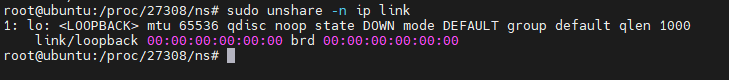 root@ubuntu:/proc/27308/ns# sudo unshare -n ip link
1: lo: <LOOPBACK> mtu 65536 qdisc noop state DOWN mode DEFAULT group default qlen 1000
    link/loopback 00:00:00:00:00:00 brd 00:00:00:00:00:00
root@ubuntu:/proc/27308/ns#